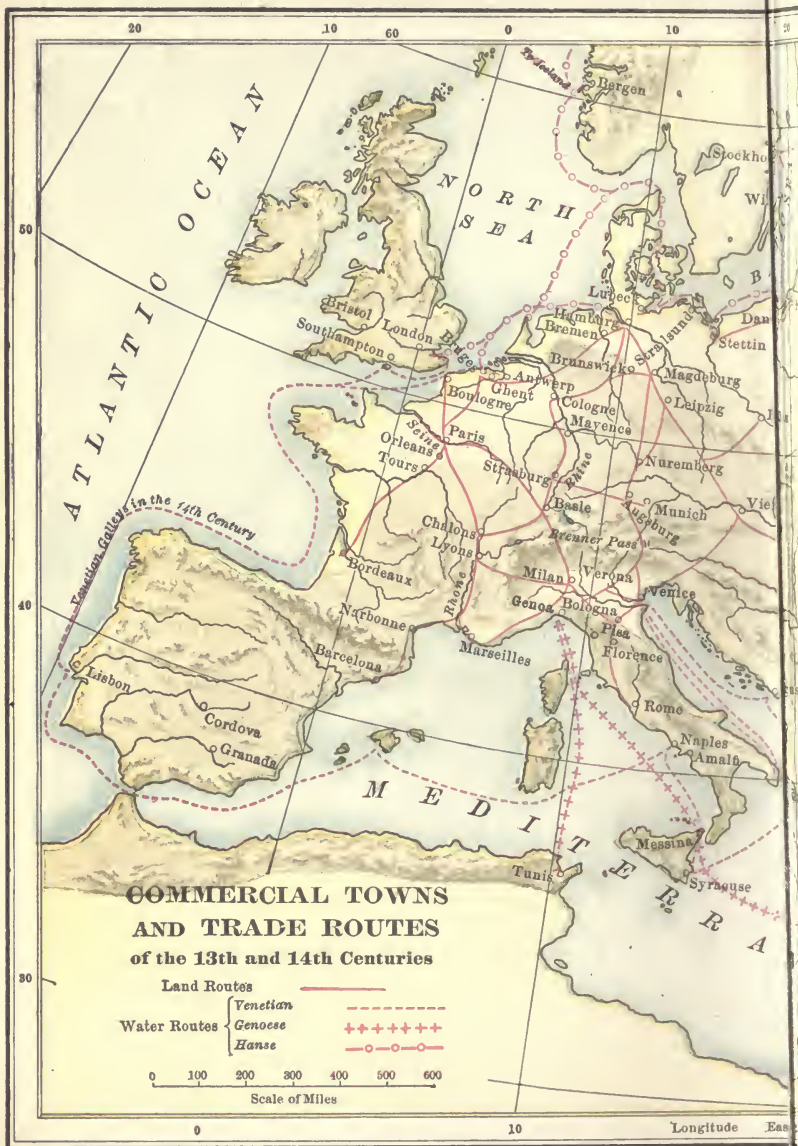 20
10
60
0
10
20
To Iceland
Bergen
Stockho
Wi
ATLANTIC OCEAN
NORTH
SEA
50
B
Lubeck
Bristol
London
Hamburg
Dan
Southampton
Bruges
Bremen
Stralsund
Stettin
Brunswick
Magdeburg
Antwerp
Ghent
Boulogne
Cologne
Leipzig
Mayence
Seine
Paris
Orleans
Tours
Strasburg
Rhine
Nuremberg
Basle
Augsburg
Munich
Vie
Venetian Galleys in the 14th Century
Chalons
Lyons
Brenner Pass
Bordeaux
Milan
Verona
Venice
40
Rhone
Genoa
Bologna
Narbonne
Pisa
Marseilles
Florence
Barcelona
Lisbon
Rome
Cordova
Naples
Granada
Amalfi
MEDITERRA
Messina
Tunis
Syracuse
COMMERCIAL TOWNS
AND TRADE ROUTES
of the 13th and 14th Centuries
30
Land Routes
Water Routes
Venetian
Genoese
Hanse
0 100 200 300 400 500 600
Scale of Miles
0
10
Longitude East